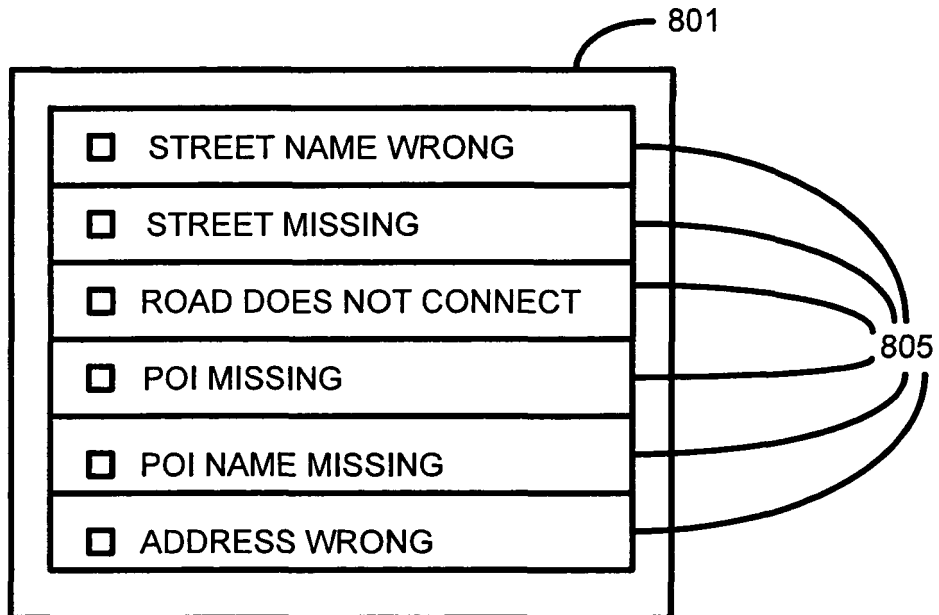 801
STREET NAME WRONG
STREET MISSING
ROAD DOES NOT CONNECT
POI MISSING
POI NAME MISSING
ADDRESS WRONG
805